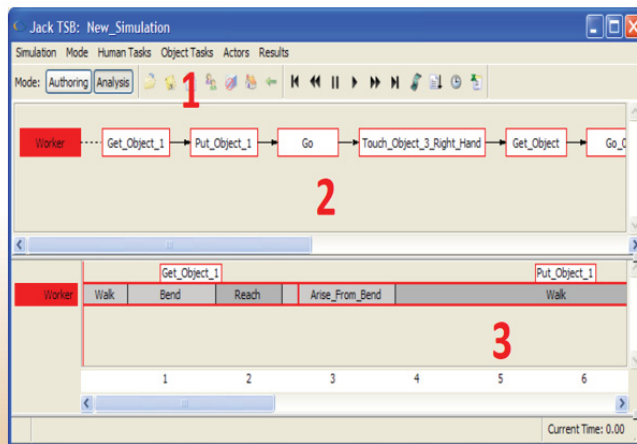 Jack TSB: New_Simulation
Simulation Mode Human Tasks Object Tasks Actors Results
Mode: Authoring Analysis
1
Worker Get_Object_1 Put_Object_1 Go Touch_Object_3_Right_Hand Get_Object Go_
2
Get_Object_1 Put_Object_1
Worker Walk Bend Reach Arise_From_Bend Walk
3
1 2 3 4 5 6
Current Time: 0.00